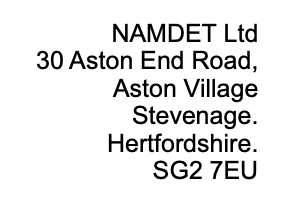 NAMDET Ltd
30 Aston End Road,
Aston Village
Stevenage.
Hertfordshire.
SG2 7EU